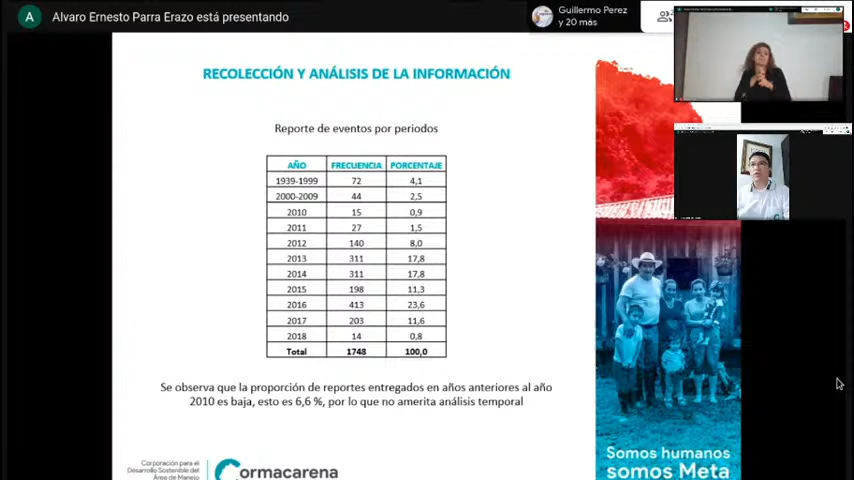 A
Alvaro Ernesto Parra Erazo está presentando
Guillermo Perez
y 20 más
RECOLECCIÓN Y ANÁLISIS DE LA INFORMACIÓN
Reporte de eventos por periodos
AÑO FRECUENCIA PORCENTAJE
1939-1999 72 4,1
2000-2009 44 2,5
2010 15 0,9
2011 27 1,5
2012 140 8,0
2013 311 17,8
2014 311 17,8
2015 198 11,3
2016 413 23,6
2017 203 11,6
2018 14 0,8
Total 1748 100,0
Se observa que la proporción de reportes entregados en años anteriores al año
2010 es baja, esto es 6,6 %, por lo que no amerita análisis temporal
Corporación para el
Desarrollo Sostenible del
Área de Manejo
Cormacarena
Somos humanos
somos Meta